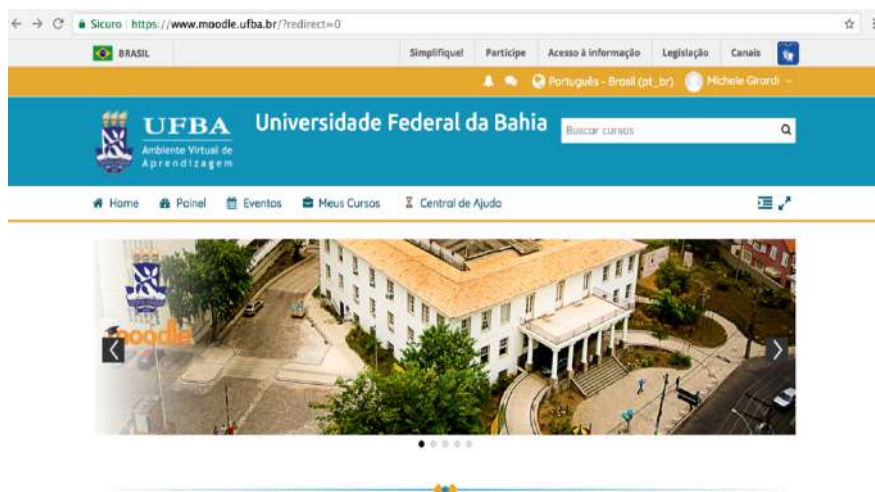 Sicuro https://www.moodle.ufba.br/?redirect=0
BRASIL Simplifique! Participe Acesso à informação Legislação Canais
Português - Brasil (pt_br) Michele Girardi
UFBA
Ambiente Virtual de
Aprendizagem
Universidade Federal da Bahia
Buscar cursos
Home Painel Eventos Meus Cursos Central de Ajuda
moodle